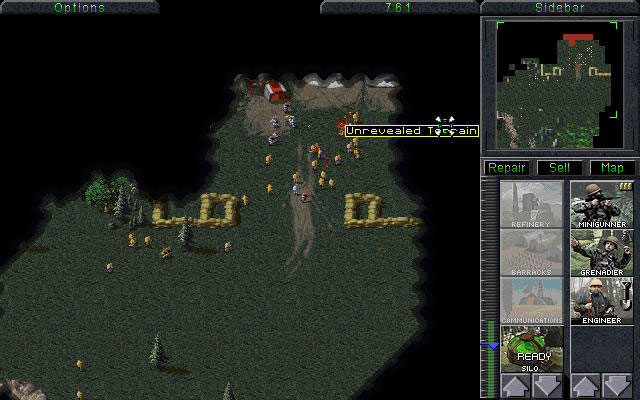 Options
761
Sidebar
Unrevealed Terrain
Repair
Sell
Map
REFINERY
MINIGUNNER
BARRACKS
GRENADIER
COMMUNICATIONS
ENGINEER
READY
SILO